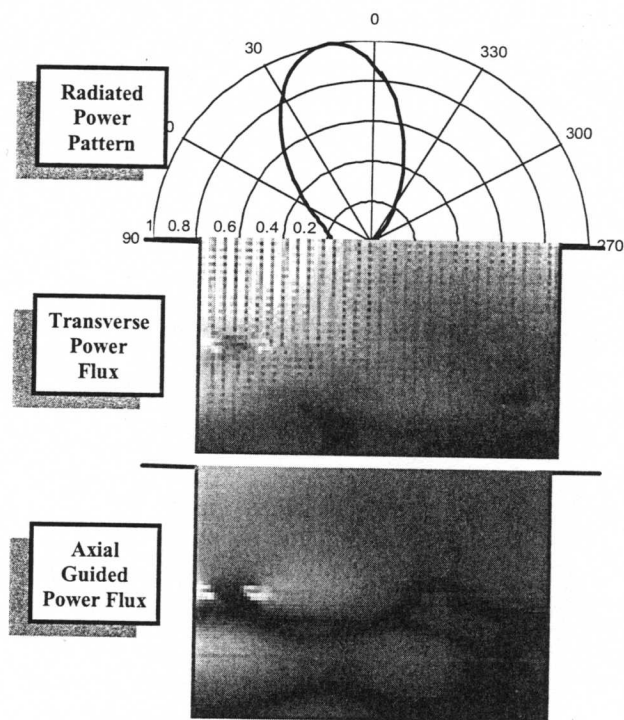 0
30
330
Radiated
Power
Pattern
0
300
1 0.8 0.6 0.4 0.2
90
270
Transverse
Power
Flux
Axial
Guided
Power Flux